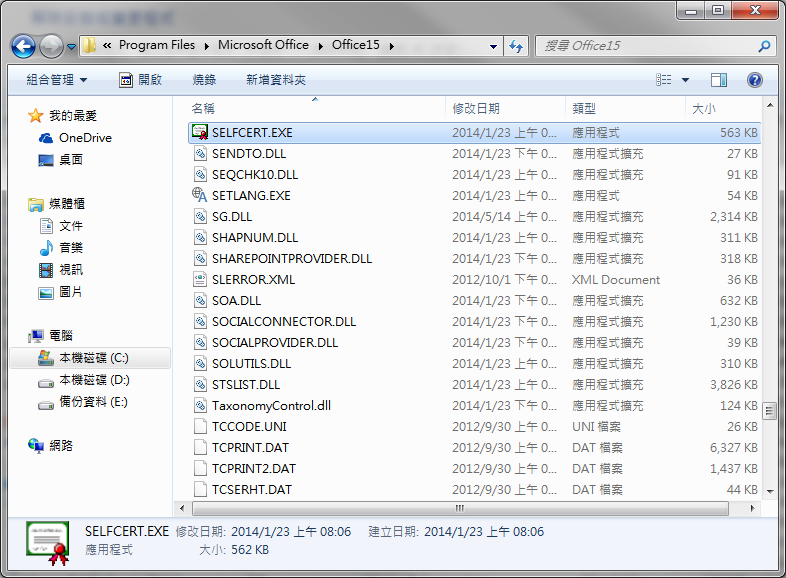 « Program Files ▸ Microsoft Office ▸ Office15 ▸ 搜尋 Office15
組合管理 開啟 燒錄 新增資料夾
我的最愛
OneDrive
桌面
媒體櫃
文件
音樂
視訊
圖片
電腦
本機磁碟 (C:)
本機磁碟 (D:)
備份資料 (E:)
網路
名稱 修改日期 類型 大小
SELFCERT.EXE 2014/1/23 上午 0... 應用程式 563 KB
SENDTO.DLL 2014/1/23 下午 0... 應用程式擴充 27 KB
SEQCHK10.DLL 2014/1/23 上午 0... 應用程式擴充 91 KB
SETLANG.EXE 2014/1/23 上午 0... 應用程式 54 KB
SG.DLL 2014/5/14 上午 0... 應用程式擴充 2,314 KB
SHAPNUM.DLL 2014/1/23 上午 0... 應用程式擴充 311 KB
SHAREPOINTPROVIDER.DLL 2014/1/23 上午 0... 應用程式擴充 318 KB
SLERROR.XML 2012/10/1 下午 0... XML Document 36 KB
SOA.DLL 2014/1/23 上午 0... 應用程式擴充 632 KB
SOCIALCONNECTOR.DLL 2014/1/23 上午 0... 應用程式擴充 1,230 KB
SOCIALPROVIDER.DLL 2014/1/23 上午 0... 應用程式擴充 39 KB
SOLUTILS.DLL 2014/1/23 上午 0... 應用程式擴充 310 KB
STSLIST.DLL 2014/1/23 上午 0... 應用程式擴充 3,826 KB
TaxonomyControl.dll 2014/1/23 下午 0... 應用程式擴充 124 KB
TCCODE.UNI 2012/9/30 上午 0... UNI 檔案 26 KB
TCPRINT.DAT 2012/9/30 上午 0... DAT 檔案 6,327 KB
TCPRINT2.DAT 2012/9/30 上午 0... DAT 檔案 1,437 KB
TCSERHT.DAT 2012/9/30 上午 0... DAT 檔案 44 KB
SELFCERT.EXE 修改日期: 2014/1/23 上午 08:06 建立日期: 2014/1/23 上午 08:06
應用程式 大小: 562 KB